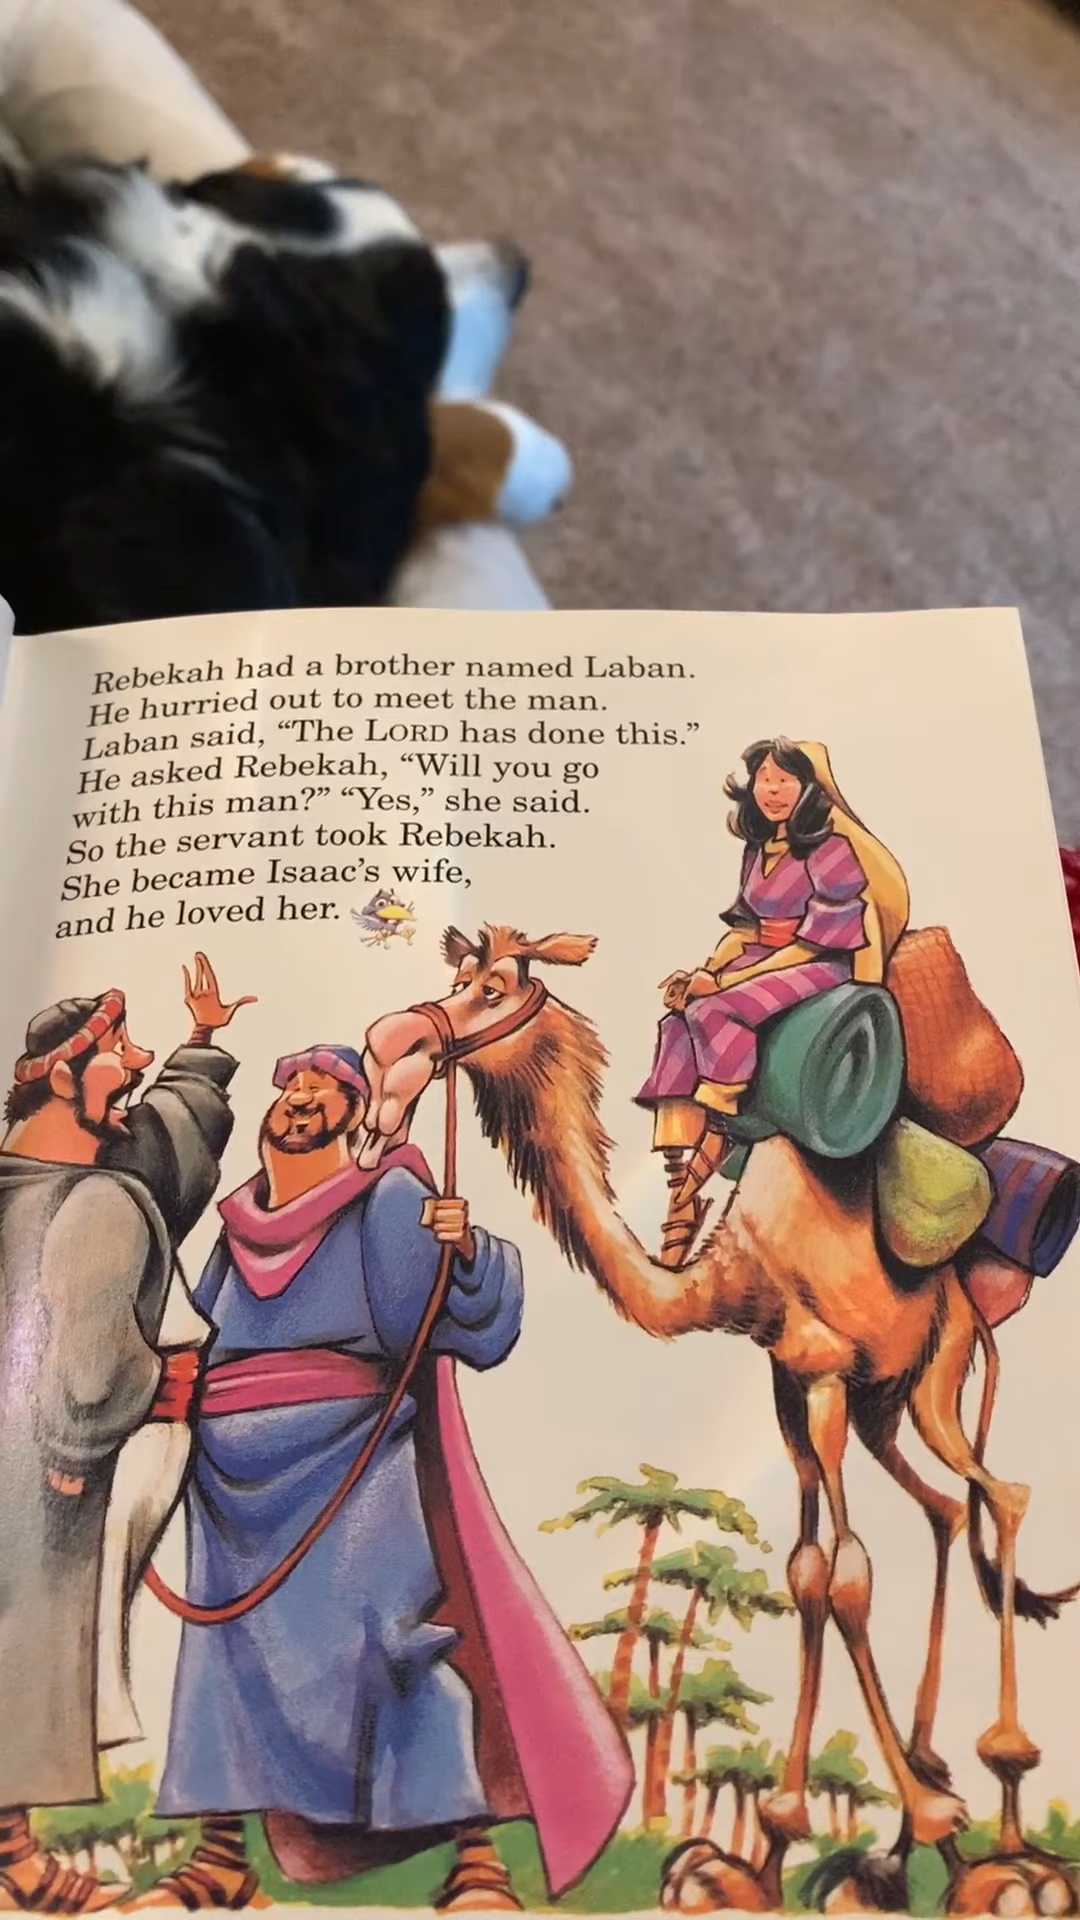 Rebekah had a brother named Laban.
He hurried out to meet the man.
Laban said, “The LORD has done this.”
He asked Rebekah, “Will you go
with this man?” “Yes,” she said.
So the servant took Rebekah.
She became Isaac’s wife,
and he loved her.